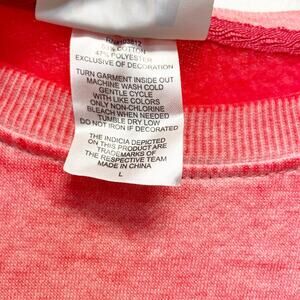 53% COTTON
47% POLYESTER
EXCLUSIVE OF DECORATION
TURN GARMENT INSIDE OUT
MACHINE WASH COLD
GENTLE CYCLE
WITH LIKE COLORS
ONLY NON-CHLORINE
BLEACH WHEN NEEDED
TUMBLE DRY LOW
DO NOT IRON IF DECORATED
THE INDICIA DEPICTED
ON THIS PRODUCT ARE
TRADEMARKS OF
THE RESPECTIVE TEAM
MADE IN CHINA
L